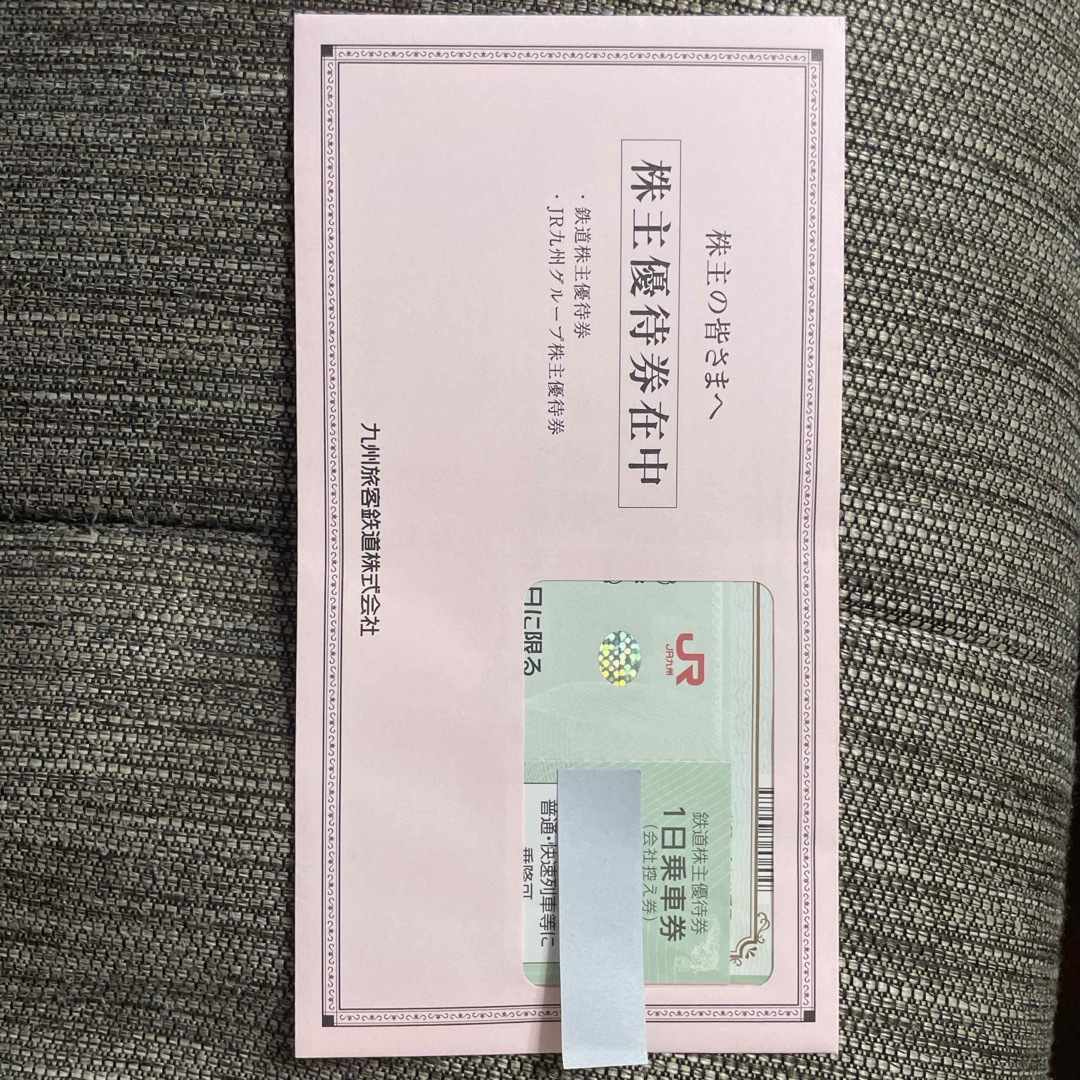 株主の皆さまへ
株主優待券在中
・鉄道株主優待券
・JR九州グループ株主優待券
九州旅客鉄道株式会社
JR
JR九州
日に限る
鉄道株主優待券
1日乗車券
(会社控え券)
普通・快速列車等に